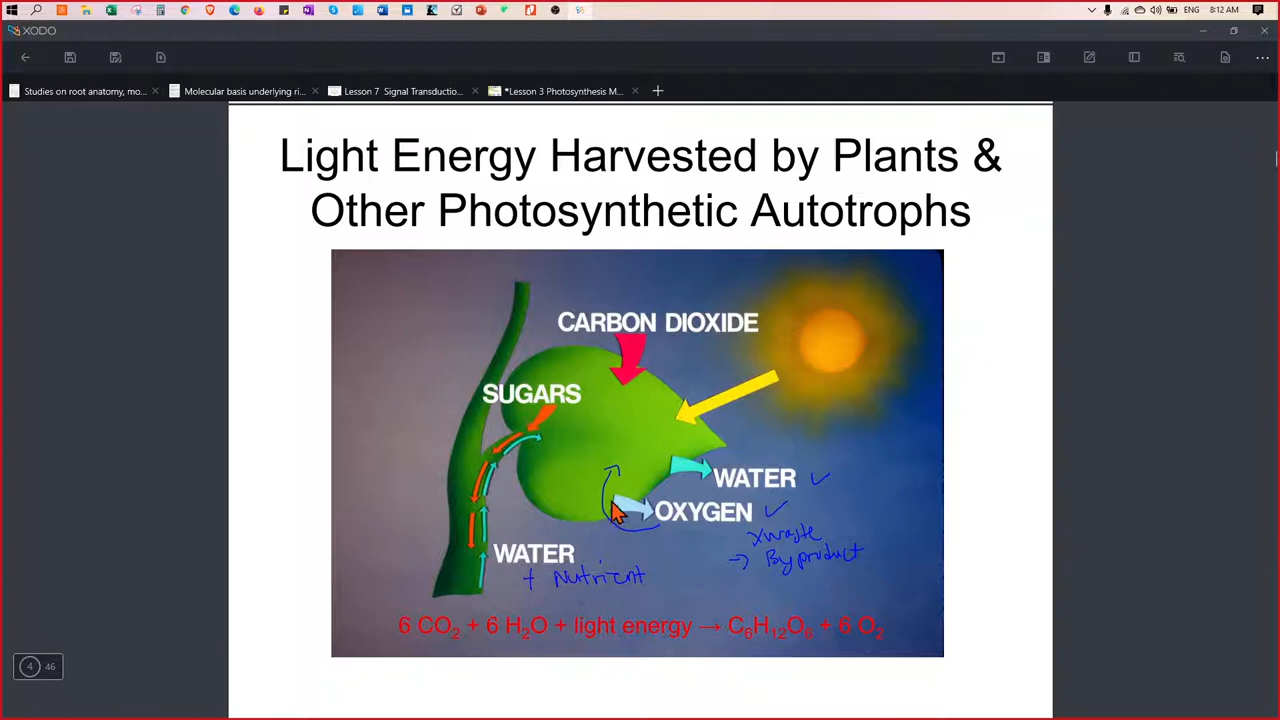 ENG
8:12 AM
XODO
Studies on root anatomy, mo...
Molecular basis underlying ri...
Lesson 7 Signal Transductio...
*Lesson 3 Photosynthesis M...
Light Energy Harvested by Plants &
Other Photosynthetic Autotrophs
CARBON DIOXIDE
SUGARS
WATER ✓
OXYGEN ✓
X waste
→ By product
WATER
+ Nutrient
6 CO₂ + 6 H₂O + light energy → C₆H₁₂O₆ + 6 O₂
4 46